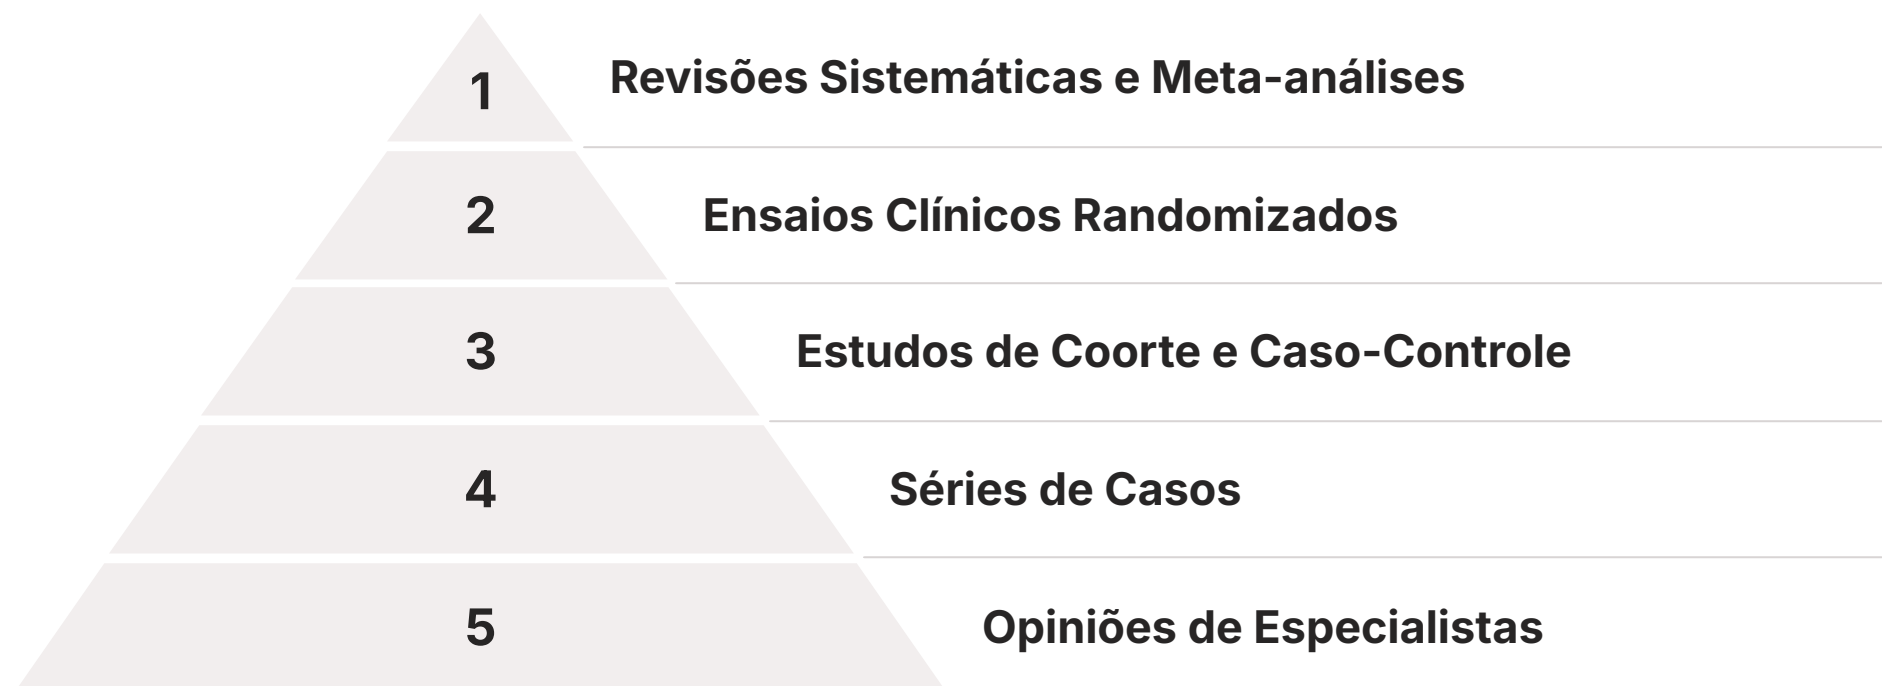 1
Revisões Sistemáticas e Meta-análises
2
Ensaios Clínicos Randomizados
3
Estudos de Coorte e Caso-Controle
4
Séries de Casos
5
Opiniões de Especialistas